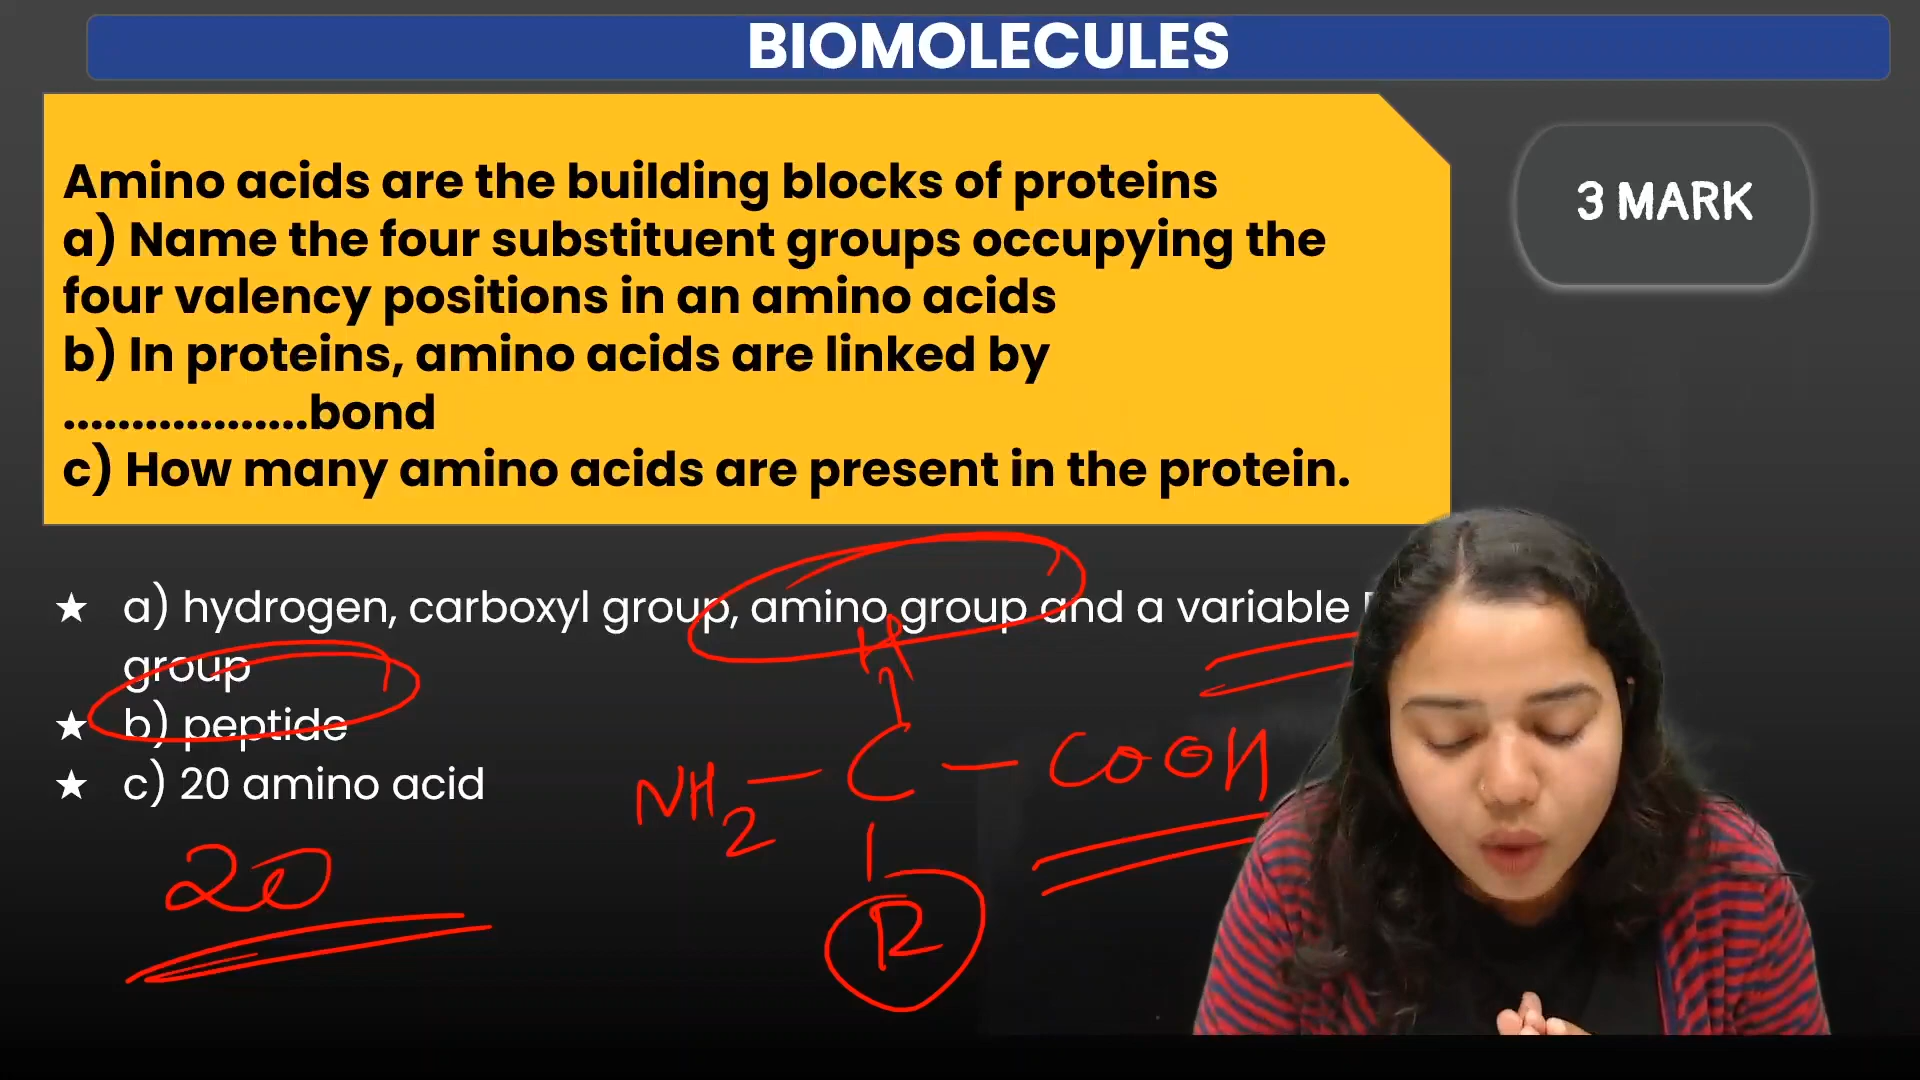 BIOMOLECULES
Amino acids are the building blocks of proteins
a) Name the four substituent groups occupying the
four valency positions in an amino acids
b) In proteins, amino acids are linked by
..................bond
c) How many amino acids are present in the protein.
3 MARK
★ a) hydrogen, carboxyl group, amino group and a variable
group
★ b) peptide
★ c) 20 amino acid
H
NH2 — C — COOH
R
20